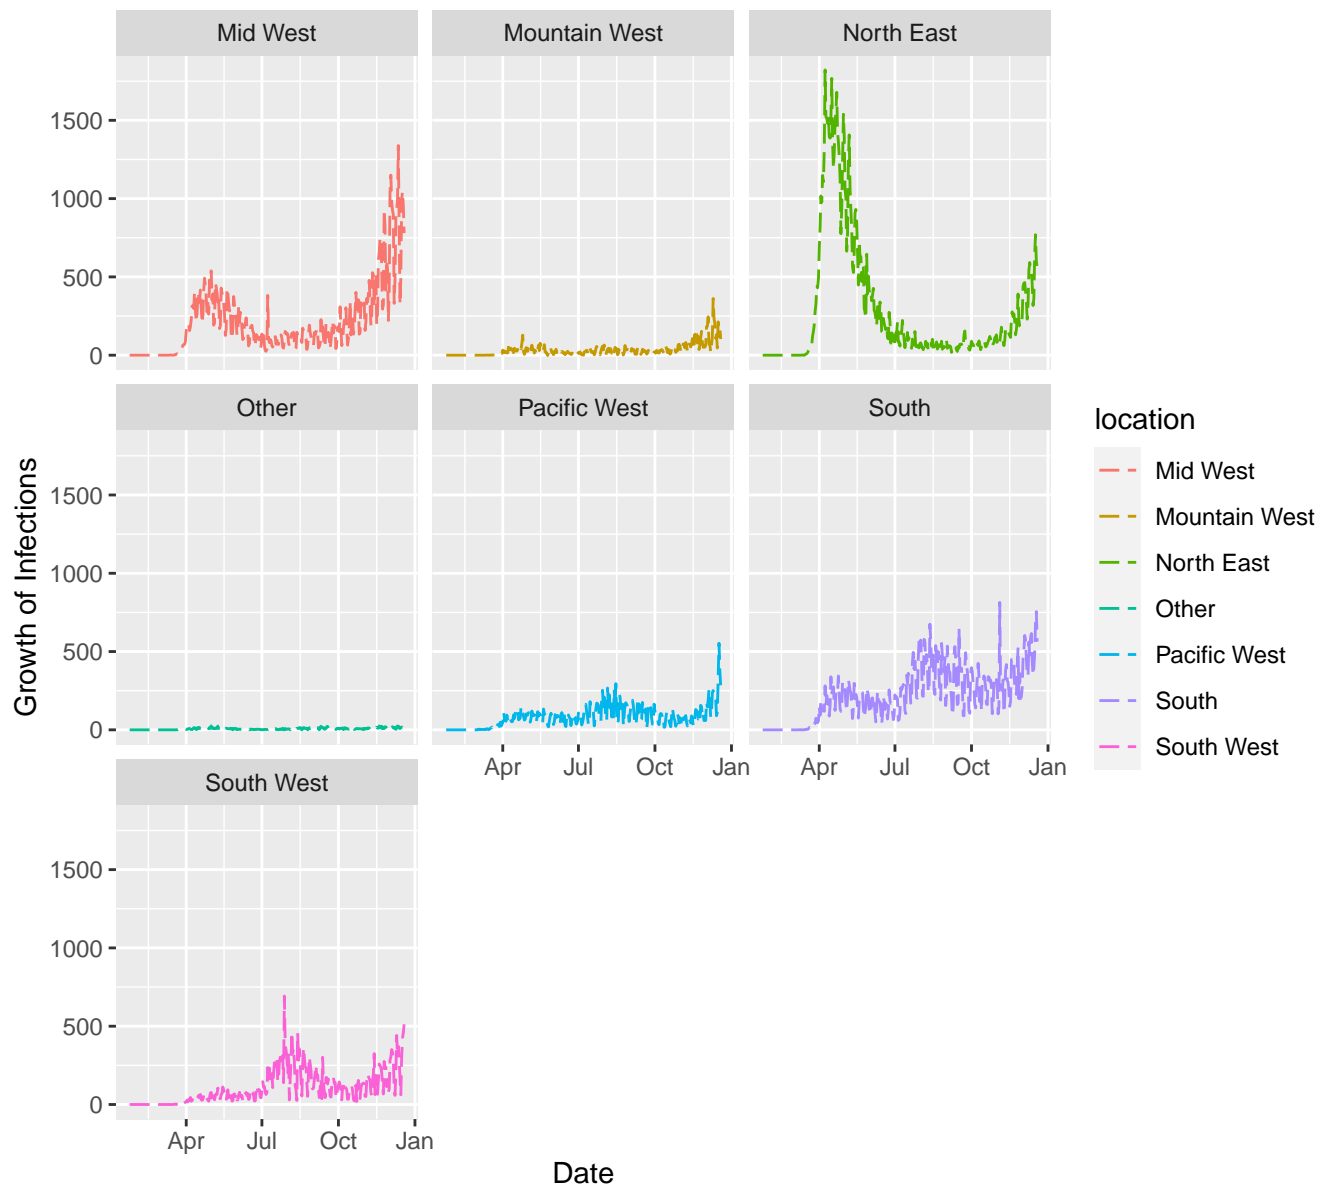 Mid West
Mountain West
North East
1500
1000
500
0
Other
Pacific West
South
1500
1000
500
0
Apr
Jul
Oct
Jan
Apr
Jul
Oct
Jan
South West
1500
1000
500
0
Apr
Jul
Oct
Jan
Date
Growth of Infections
location
Mid West
Mountain West
North East
Other
Pacific West
South
South West